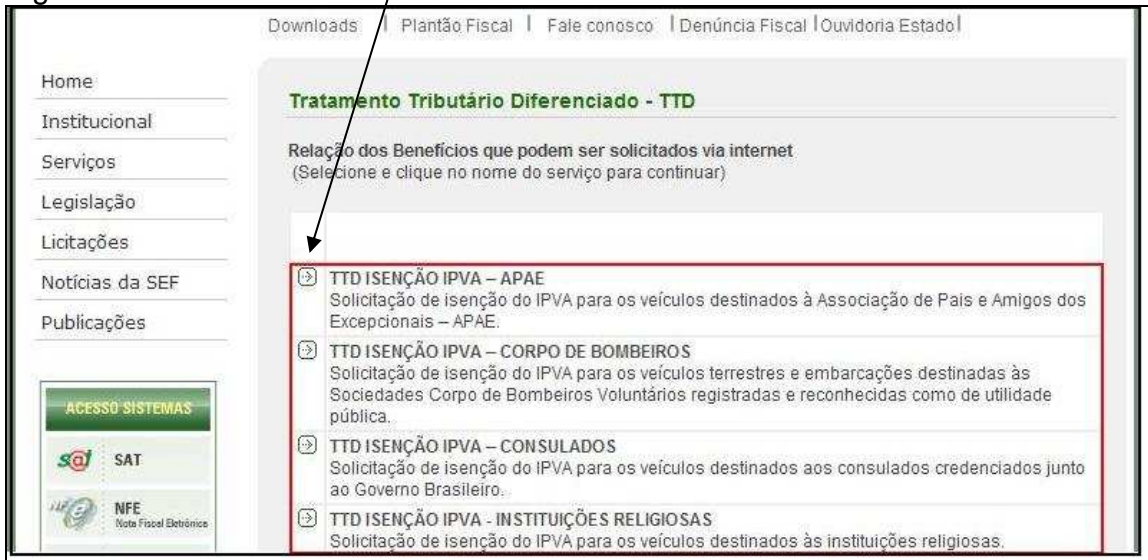 Downloads | Plantão Fiscal | Fale conosco | Denúncia Fiscal | Ouvidoria Estado |
Home
Institucional
Serviços
Legislação
Licitações
Notícias da SEF
Publicações
ACESSO SISTEMAS
sat SAT
NFE
Nota Fiscal Eletrônica
Tratamento Tributário Diferenciado - TTD
Relação dos Benefícios que podem ser solicitados via internet
(Selecione e clique no nome do serviço para continuar)
TTD ISENÇÃO IPVA – APAE
Solicitação de isenção do IPVA para os veículos destinados à Associação de Pais e Amigos dos
Excepcionais – APAE.
TTD ISENÇÃO IPVA – CORPO DE BOMBEIROS
Solicitação de isenção do IPVA para os veículos terrestres e embarcações destinadas às
Sociedades Corpo de Bombeiros Voluntários registradas e reconhecidas como de utilidade
pública.
TTD ISENÇÃO IPVA – CONSULADOS
Solicitação de isenção do IPVA para os veículos destinados aos consulados credenciados junto
ao Governo Brasileiro.
TTD ISENÇÃO IPVA - INSTITUIÇÕES RELIGIOSAS
Solicitação de isenção do IPVA para os veículos destinados às instituições religiosas.